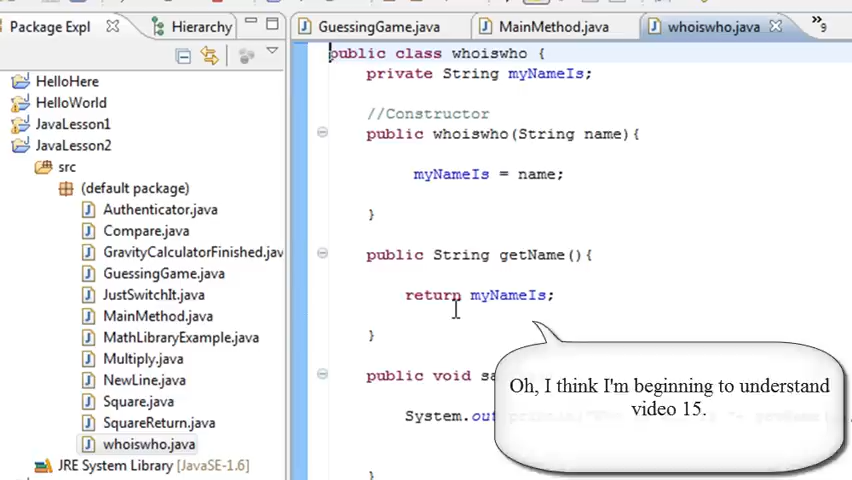 Package Expl
Hierarchy
GuessingGame.java
MainMethod.java
whoiswho.java
9
HelloHere
HelloWorld
JavaLesson1
JavaLesson2
src
(default package)
Authenticator.java
Compare.java
GravityCalculatorFinished.jav
GuessingGame.java
JustSwitchIt.java
MainMethod.java
MathLibraryExample.java
Multiply.java
NewLine.java
Square.java
SquareReturn.java
whoiswho.java
JRE System Library [JavaSE-1.6]
public class whoiswho {
private String myNameIs;
//Constructor
public whoiswho(String name){
myNameIs = name;
}
public String getName(){
return myNameIs;
}
public void
System.out
}
Oh, I think I'm beginning to understand
video 15.